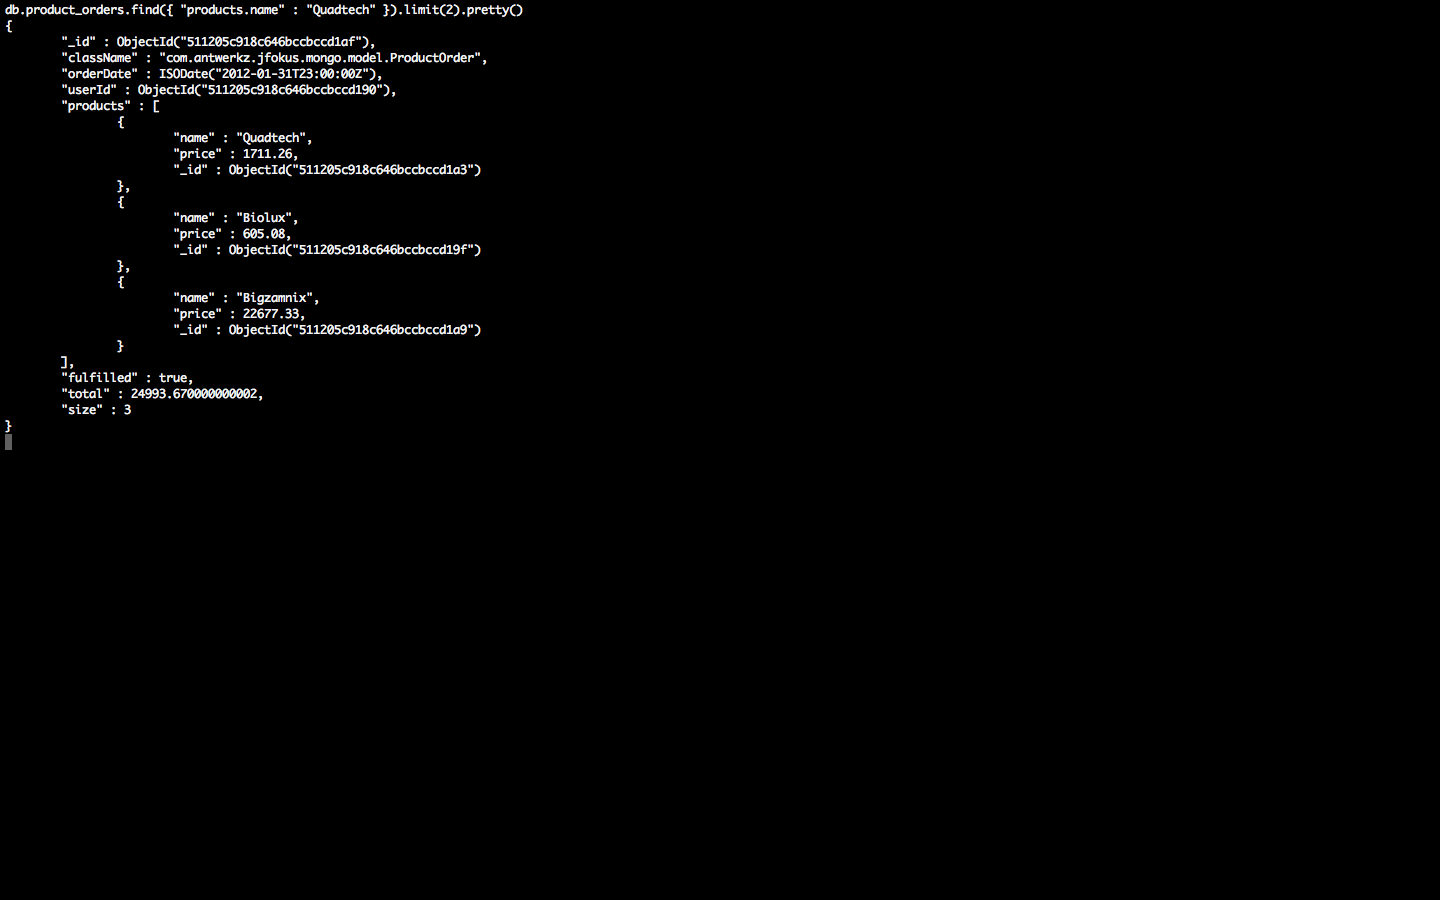 db.product_orders.find({ "products.name" : "Quadtech" }).limit(2).pretty()
{
"_id" : ObjectId("511205c918c646bccbccd1af"),
"className" : "com.antwerkz.jfokus.mongo.model.ProductOrder",
"orderDate" : ISODate("2012-01-31T23:00:00Z"),
"userId" : ObjectId("511205c918c646bccbccd190"),
"products" : [
{
"name" : "Quadtech",
"price" : 1711.26,
"_id" : ObjectId("511205c918c646bccbccd1a3")
},
{
"name" : "Biolux",
"price" : 605.08,
"_id" : ObjectId("511205c918c646bccbccd19f")
},
{
"name" : "Bigzamnix",
"price" : 22677.33,
"_id" : ObjectId("511205c918c646bccbccd1a9")
}
],
"fulfilled" : true,
"total" : 24993.670000000002,
"size" : 3
}